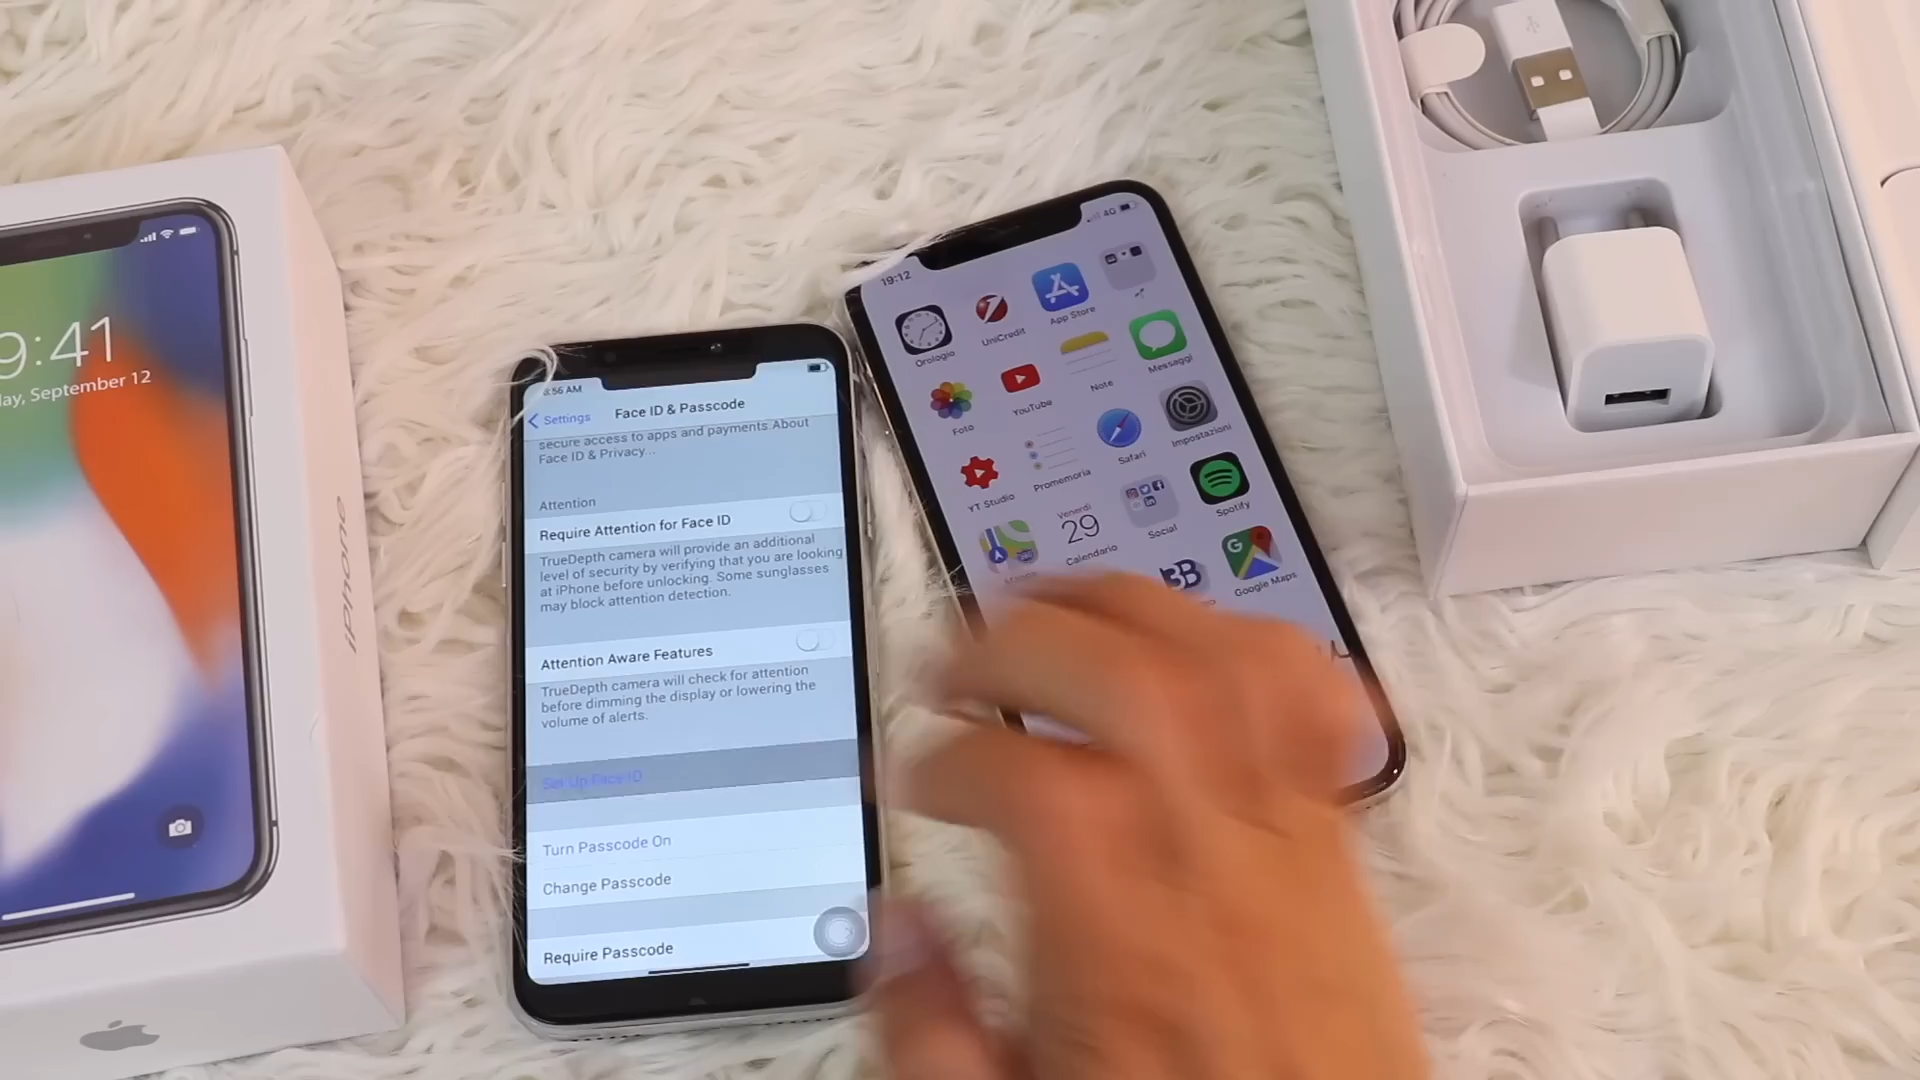 9:41
ay, September 12
iPhone
8:56 AM
Settings
Face ID & Passcode
secure access to apps and payments.About
Face ID & Privacy...
Attention
Require Attention for Face ID
TrueDepth camera will provide an additional
level of security by verifying that you are looking
at iPhone before unlocking. Some sunglasses
may block attention detection.
Attention Aware Features
TrueDepth camera will check for attention
before dimming the display or lowering the
volume of alerts.
Set Up Face ID
Turn Passcode On
Change Passcode
Require Passcode
19:12
4G
Orologio
UniCredit
App Store
Foto
YouTube
Note
Messaggi
YT Studio
Promemoria
Safari
Impostazioni
Mappe
Venerdì
29
Calendario
Social
Spotify
3B
G
Google Maps